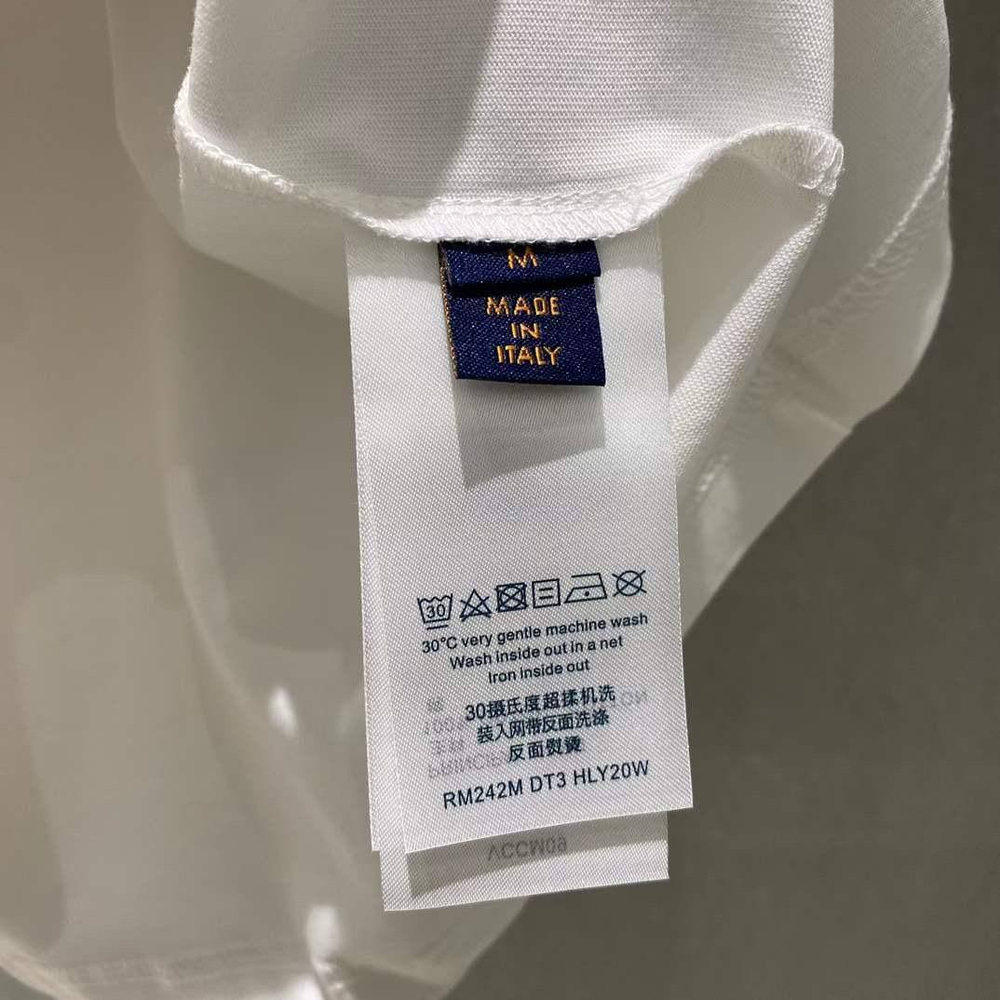 M
MADE
IN
ITALY
30
30°C very gentle machine wash
Wash inside out in a net
Iron inside out
30摄氏度超揉机洗
装入网带反面洗涤
反面熨烫
RM242M DT3 HLY20W
ACCW09